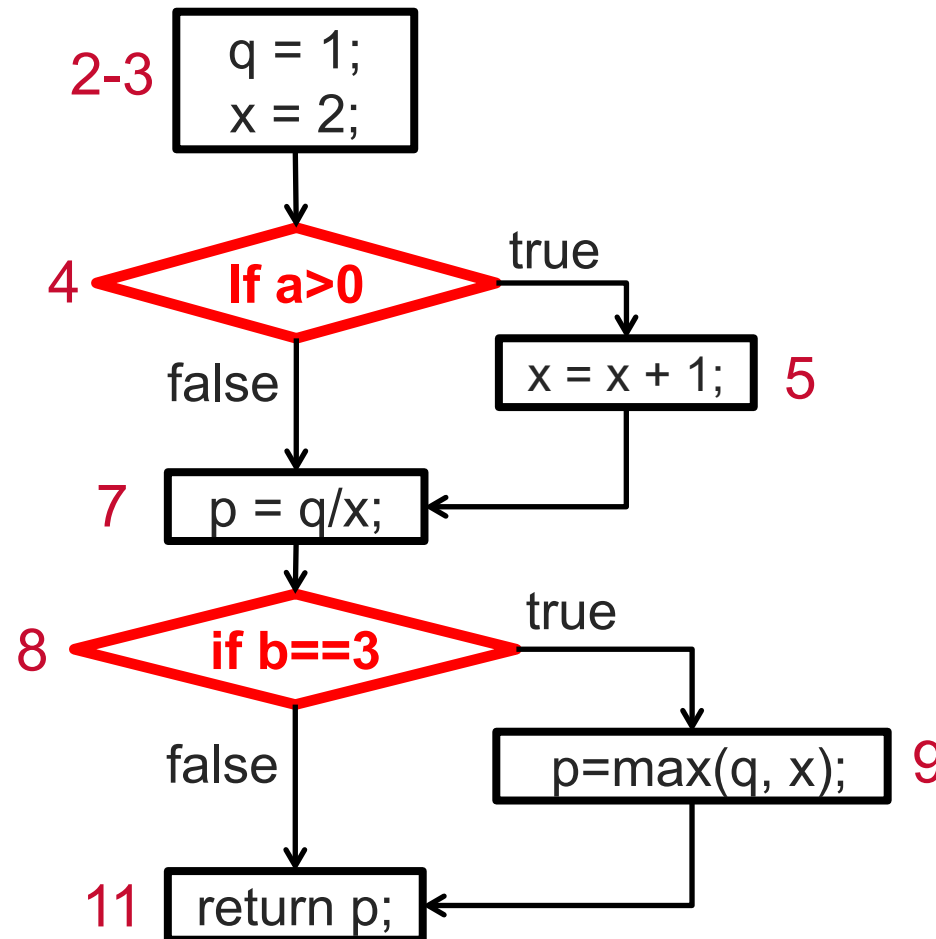 2-3
q = 1;
x = 2;
4
If a>0
true
false
x = x + 1;
5
7
p = q/x;
8
if b==3
true
false
p=max(q, x);
9
11
return p;